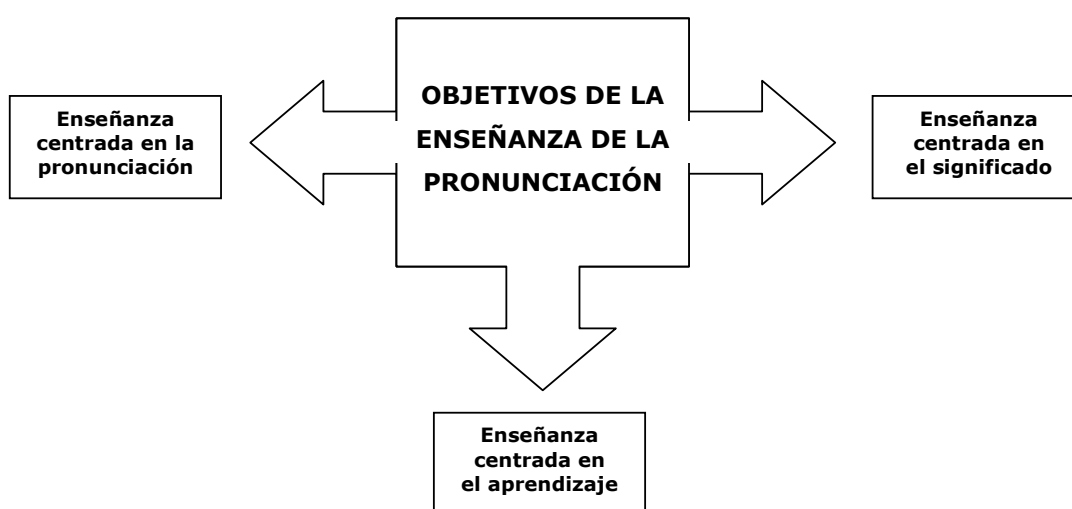 OBJETIVOS DE LA
ENSEÑANZA DE LA
PRONUNCIACIÓN
Enseñanza
centrada en la
pronunciación
Enseñanza
centrada en
el significado
Enseñanza
centrada en
el aprendizaje